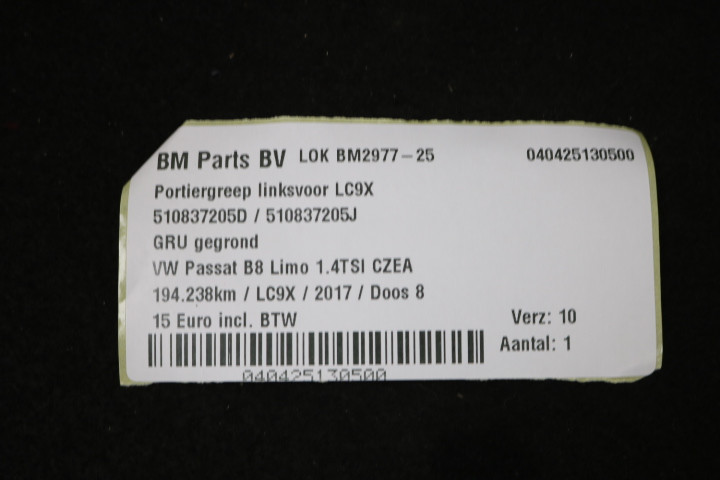 BM Parts BV LOK BM2977-25 040425130500
Portiergreep linksvoor LC9X
510837205D / 510837205J
GRU gegrond
VW Passat B8 Limo 1.4TSI CZEA
194.238km / LC9X / 2017 / Doos 8
15 Euro incl. BTW Verz: 10
Aantal: 1
040425130500